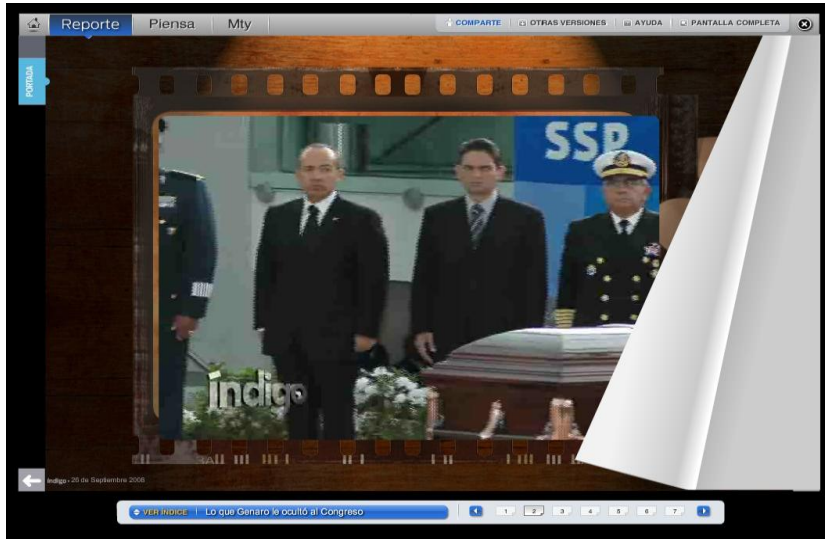 Reporte Piensa Mty
COMPARTE OTRAS VERSIONES AYUDA PANTALLA COMPLETA
PORTADA
SSP
indigo
Indigo - 26 de Septiembre 2008
VER ÍNDICE Lo que Genaro le ocultó al Congreso
1 2 3 4 5 6 7